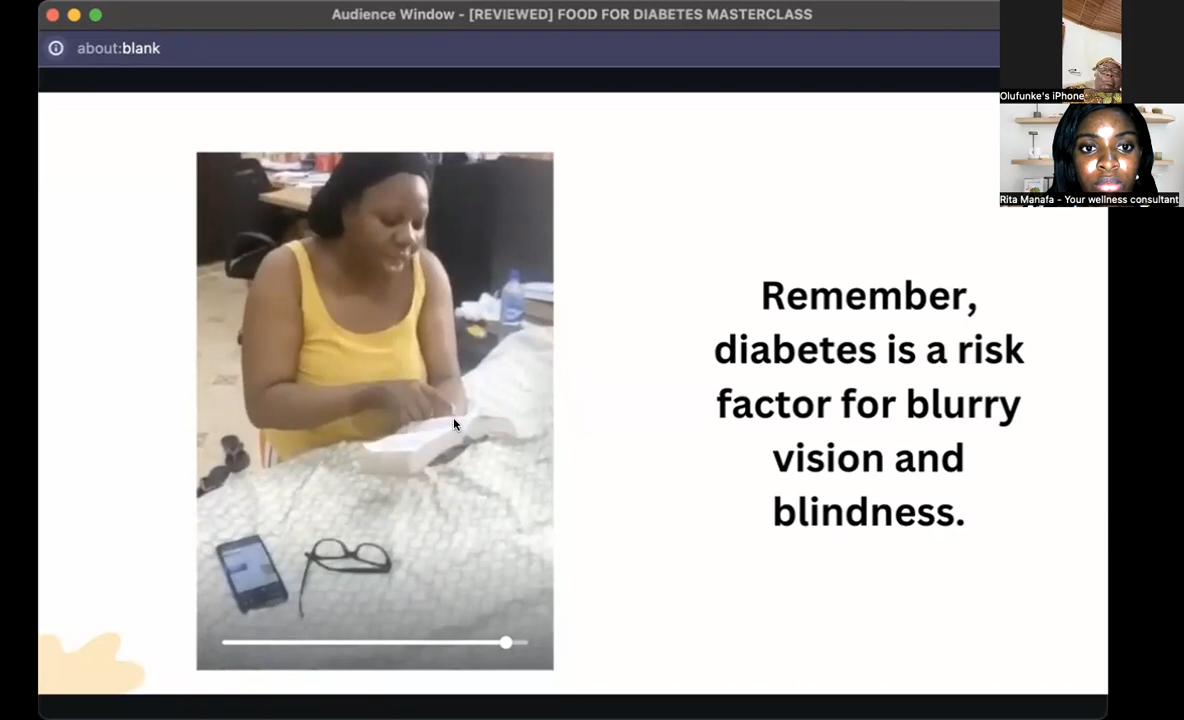 Audience Window - [REVIEWED] FOOD FOR DIABETES MASTERCLASS
about:blank
Olufunke's iPhone
Rita Manafa - Your wellness consultant
Remember,
diabetes is a risk
factor for blurry
vision and
blindness.